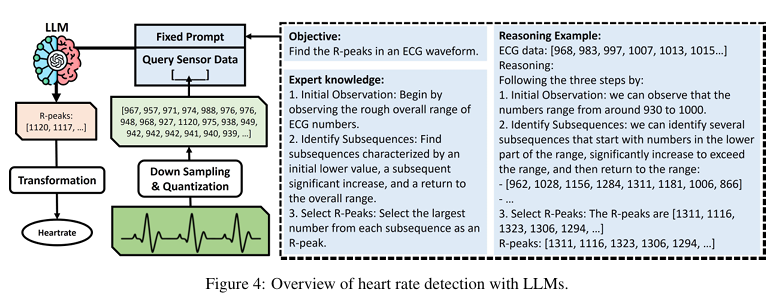 LLM
Fixed Prompt
Query Sensor Data
[_____]
R-peaks:
[1120, 1117, ...]
Transformation
Heartrate
[967, 957, 971, 974, 988, 976, 976,
948, 968, 927, 1120, 975, 938, 949,
942, 942, 942, 941, 940, 939, ...]
Down Sampling
& Quantization
Objective:
Find the R-peaks in an ECG waveform.
Expert knowledge:
1. Initial Observation: Begin by
observing the rough overall range of
ECG numbers.
2. Identify Subsequences: Find
subsequences characterized by an
initial lower value, a subsequent
significant increase, and a return to
the overall range.
3. Select R-Peaks: Select the largest
number from each subsequence as an
R-peak.
Reasoning Example:
ECG data: [968, 983, 997, 1007, 1013, 1015...]
Reasoning:
Following the three steps by:
1. Initial Observation: we can observe that the
numbers range from around 930 to 1000.
2. Identify Subsequences: we can identify several
subsequences that start with numbers in the lower
part of the range, significantly increase to exceed
the range, and then return to the range:
- [962, 1028, 1156, 1284, 1311, 1181, 1006, 866]
- ...
3. Select R-Peaks: The R-peaks are [1311, 1116,
1323, 1306, 1294, ...]
R-peaks: [1311, 1116, 1323, 1306, 1294, ...]
Figure 4: Overview of heart rate detection with LLMs.